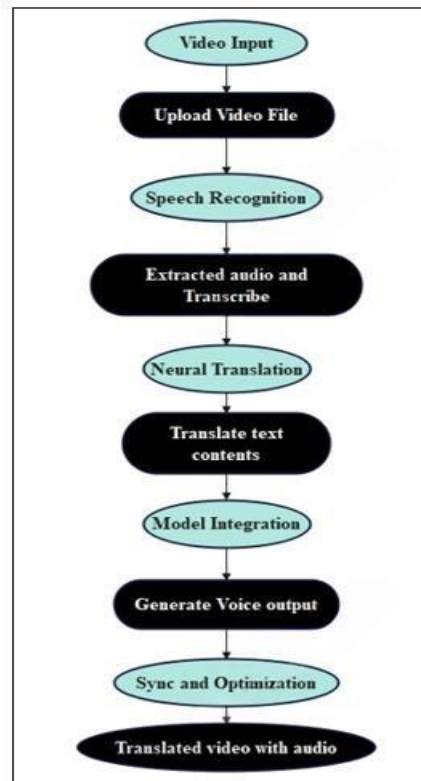 Video Input
Upload Video File
Speech Recognition
Extracted audio and
Transcribe
Neural Translation
Translate text
contents
Model Integration
Generate Voice output
Sync and Optimization
Translated video with audio